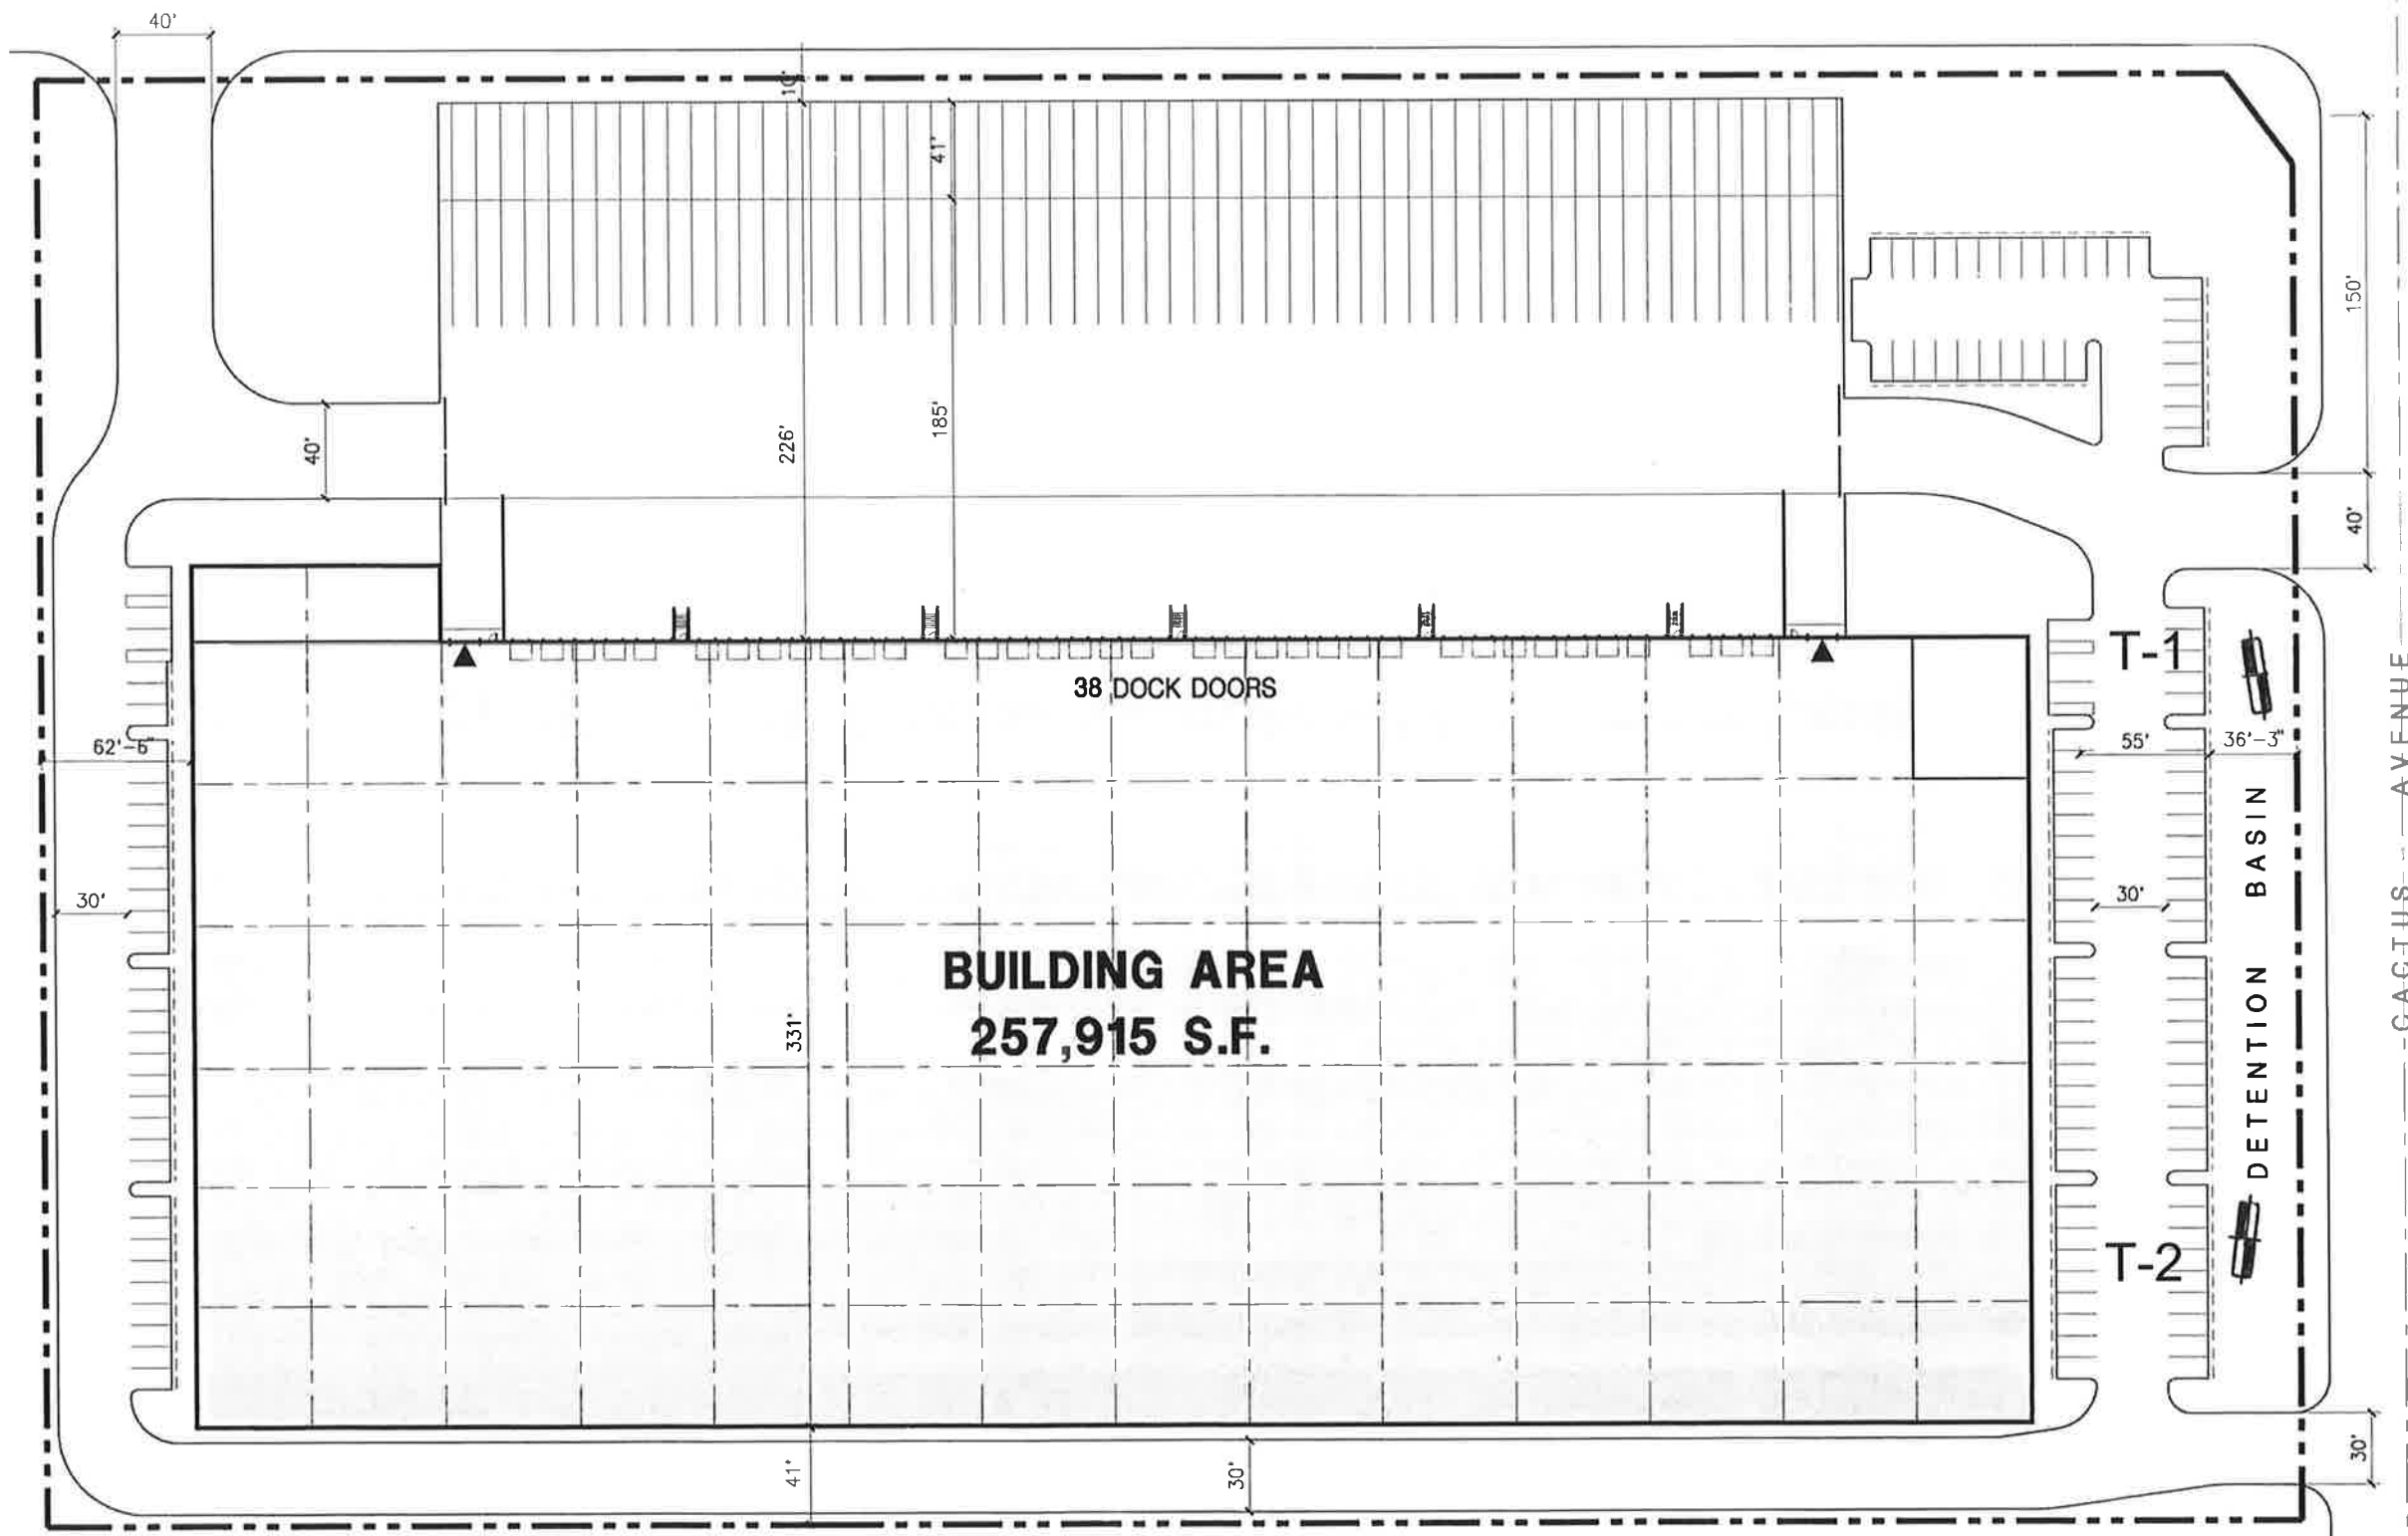 40'
10'
41'
150'
40'
226'
185'
40'
38 DOCK DOORS
T-1
62'-6"
55'
36'-3"
30'
30'
BUILDING AREA
257,915 S.F.
331'
DETENTION BASIN
CACTUS AVENUE
T-2
41'
30'
30'